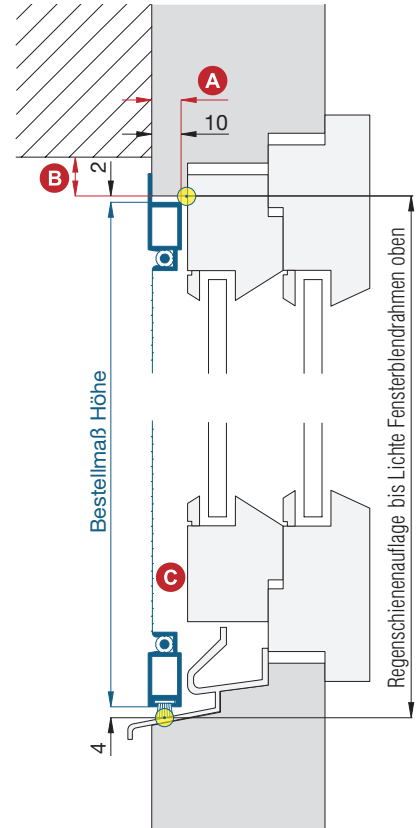 A
10
B
2
Bestellmaß Höhe
Regenschienenauflage bis Lichte Fensterblendrahmen oben
C
4